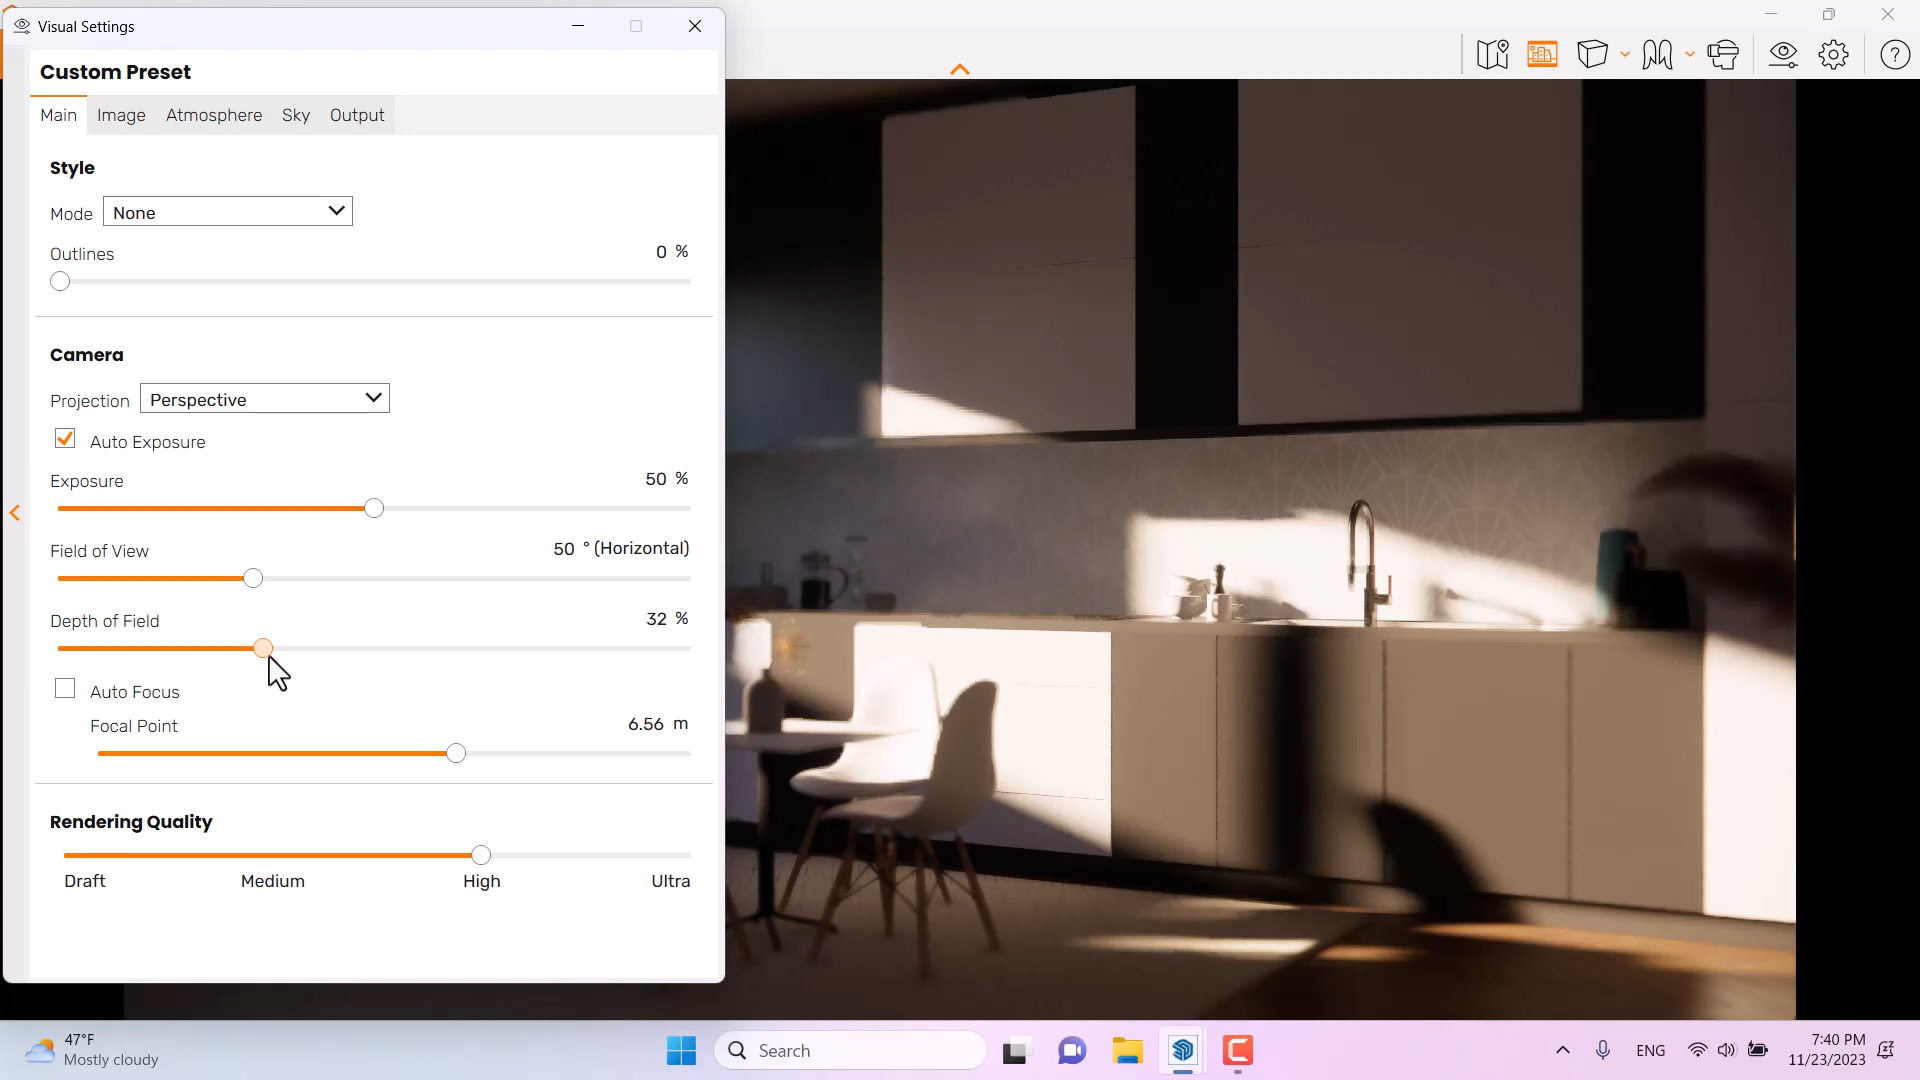 Visual Settings
Custom Preset
Main Image Atmosphere Sky Output
Style
Mode None
Outlines 0 %
Camera
Projection Perspective
Auto Exposure
Exposure 50 %
Field of View 50 ° (Horizontal)
Depth of Field 32 %
Auto Focus
Focal Point 6.56 m
Rendering Quality
Draft Medium High Ultra
47°F
Mostly cloudy
Search
ENG
7:40 PM
11/23/2023